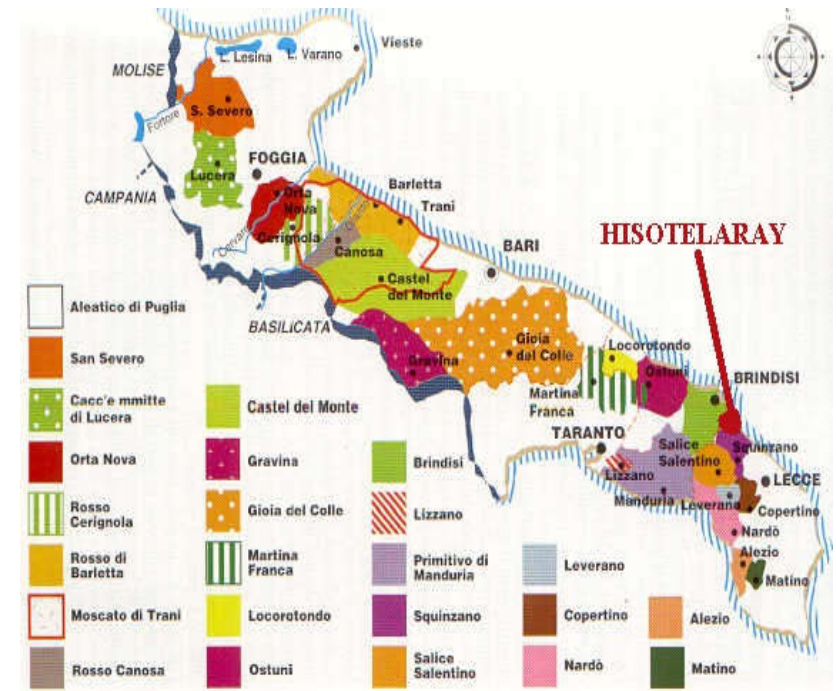 L. Lesina
L. Varano
Vieste
MOLISE
S. Severo
Fortore
FOGGIA
Lucera
CAMPANIA
Orta
Nova
Barletta
Trani
Cervaro
Cerignola
Canosa
BARI
HISOTELARAY
Castel
del Monte
BASILICATA
Gioia
del Colle
Gravina
Locorotondo
Ostuni
Martina
Franca
BRINDISI
TARANTO
Salice
Salentino
Squinzano
Lizzano
LECCE
Manduria
Leverano
Copertino
Nardò
Alezio
Matino
Aleatico di Puglia
San Severo
Cacc'e mmitte
di Lucera
Orta Nova
Rosso
Cerignola
Rosso di
Barletta
Moscato di Trani
Rosso Canosa
Castel del Monte
Gravina
Gioia del Colle
Martina
Franca
Locorotondo
Ostuni
Brindisi
Lizzano
Primitivo di
Manduria
Squinzano
Salice
Salentino
Leverano
Copertino
Nardò
Alezio
Matino